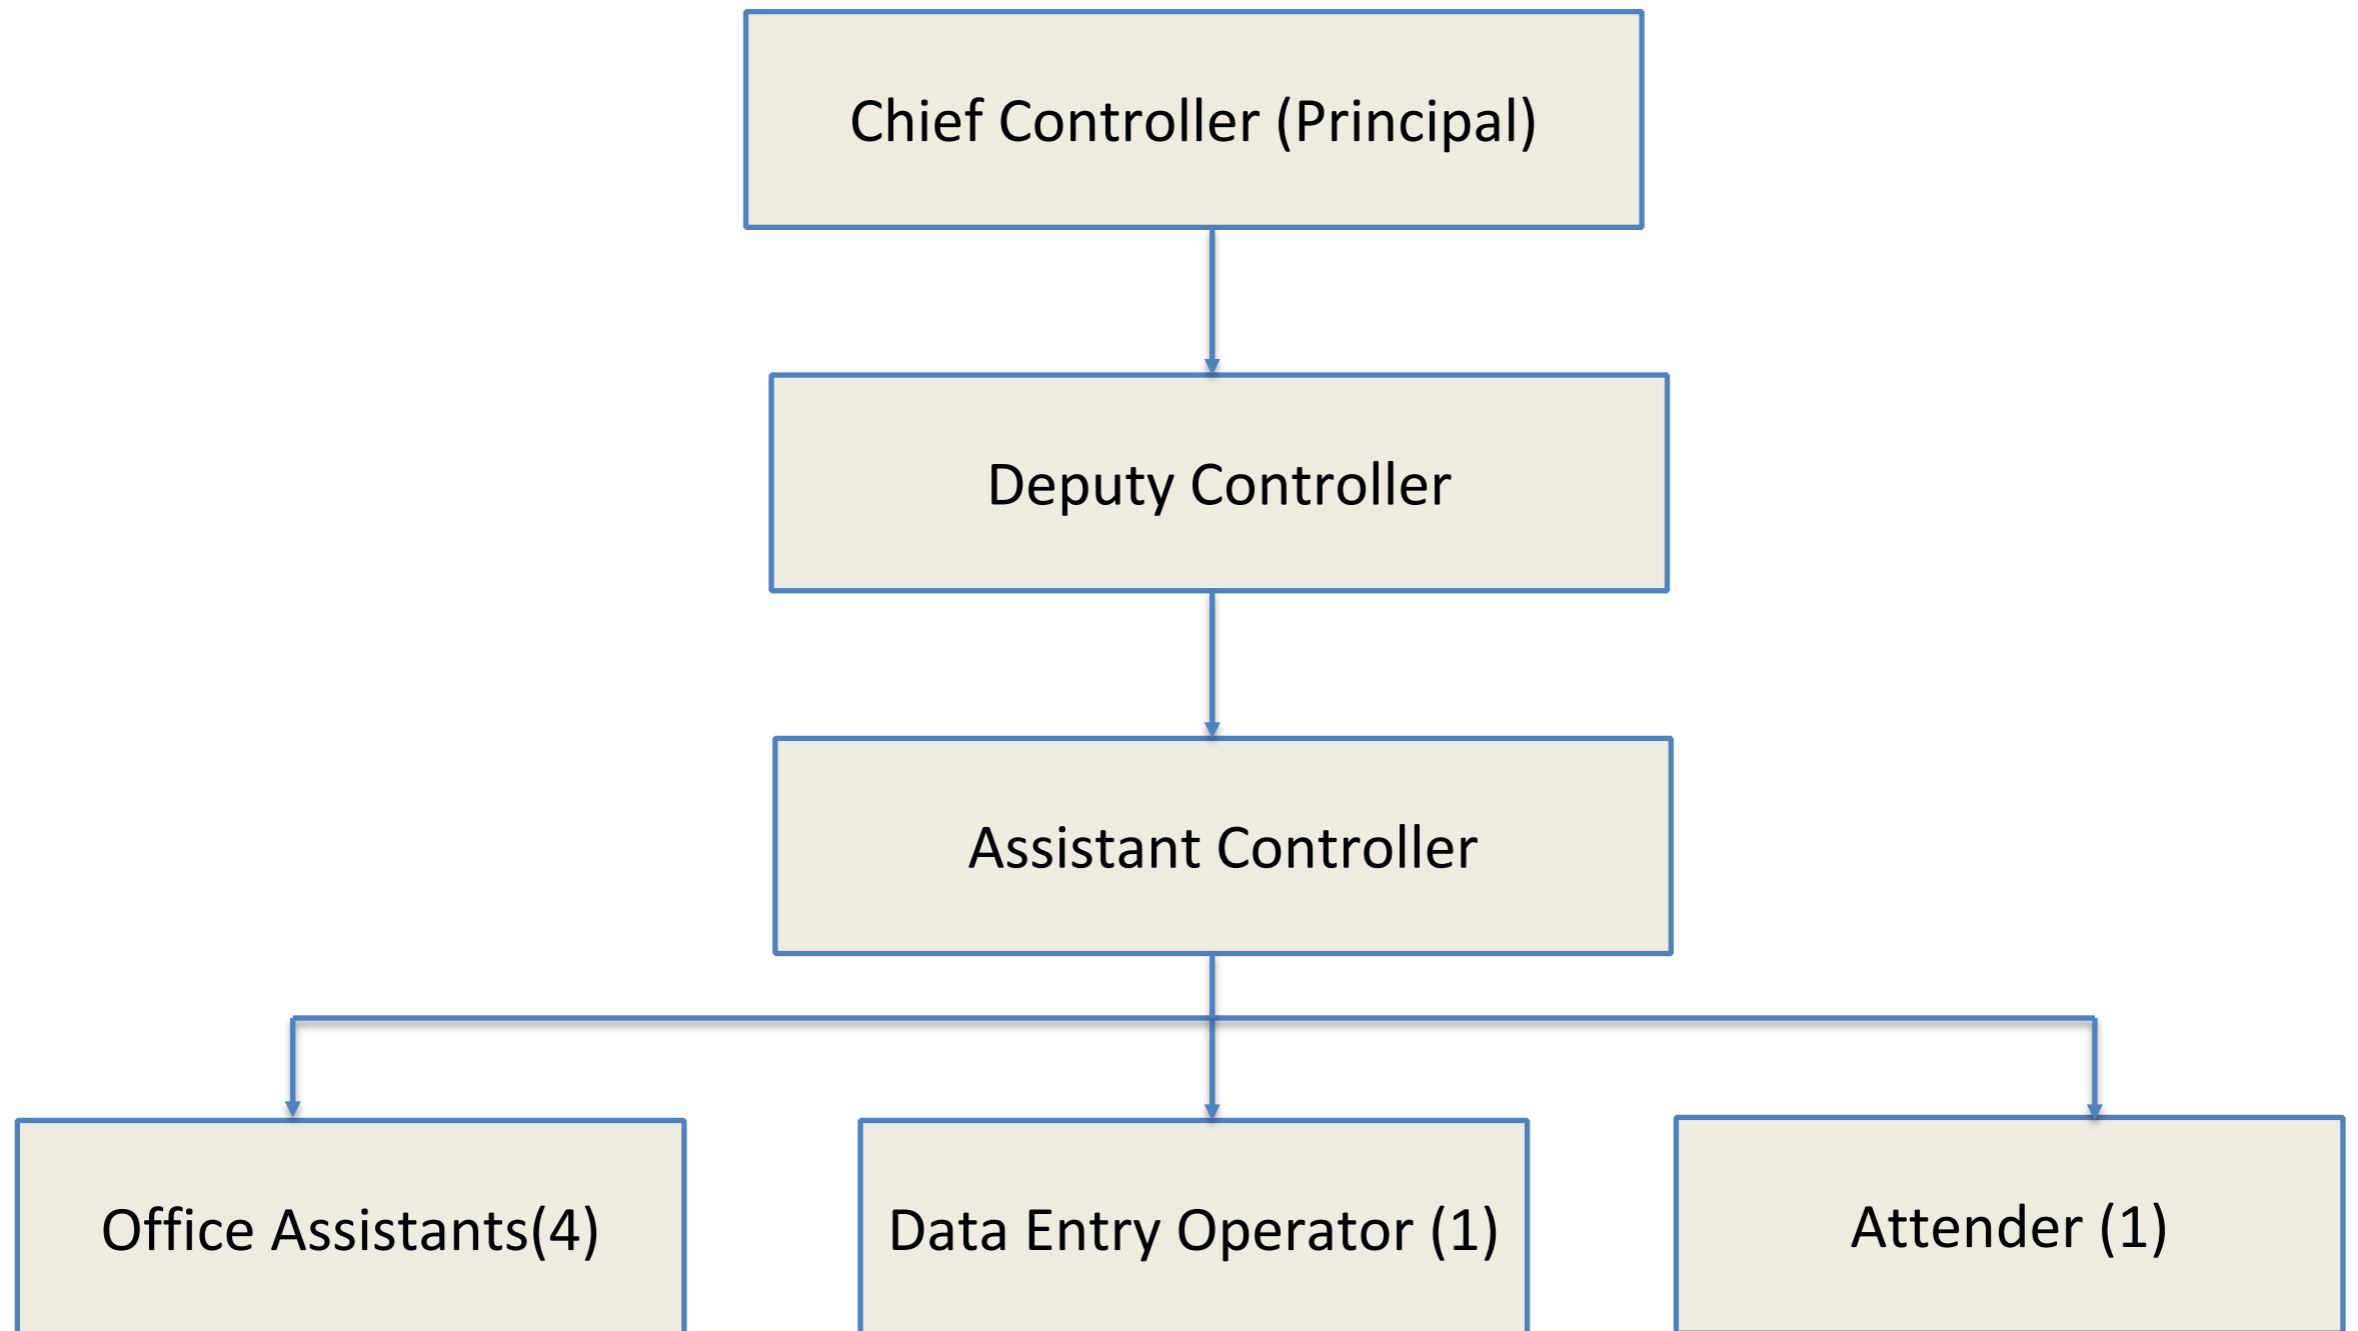 Chief Controller (Principal)
Deputy Controller
Assistant Controller
Office Assistants(4)
Data Entry Operator (1)
Attender (1)